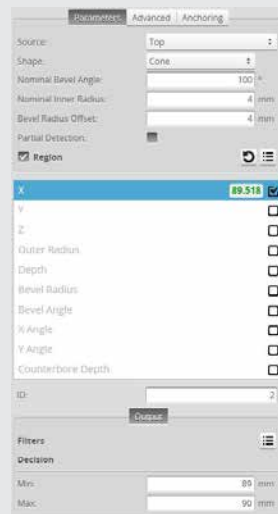 Parameters Advanced Anchoring
Source: Top
Shape: Cone
Nominal Bevel Angle: 100 °
Nominal Inner Radius: 4 mm
Bevel Radius Offset: 4 mm
Partial Detection:
Region
X 89.518
Y
Z
Outer Radius
Depth
Bevel Radius
Bevel Angle
X Angle
Y Angle
Counterbore Depth
ID: 2
Output
Filters
Decision
Min: 89 mm
Max: 90 mm